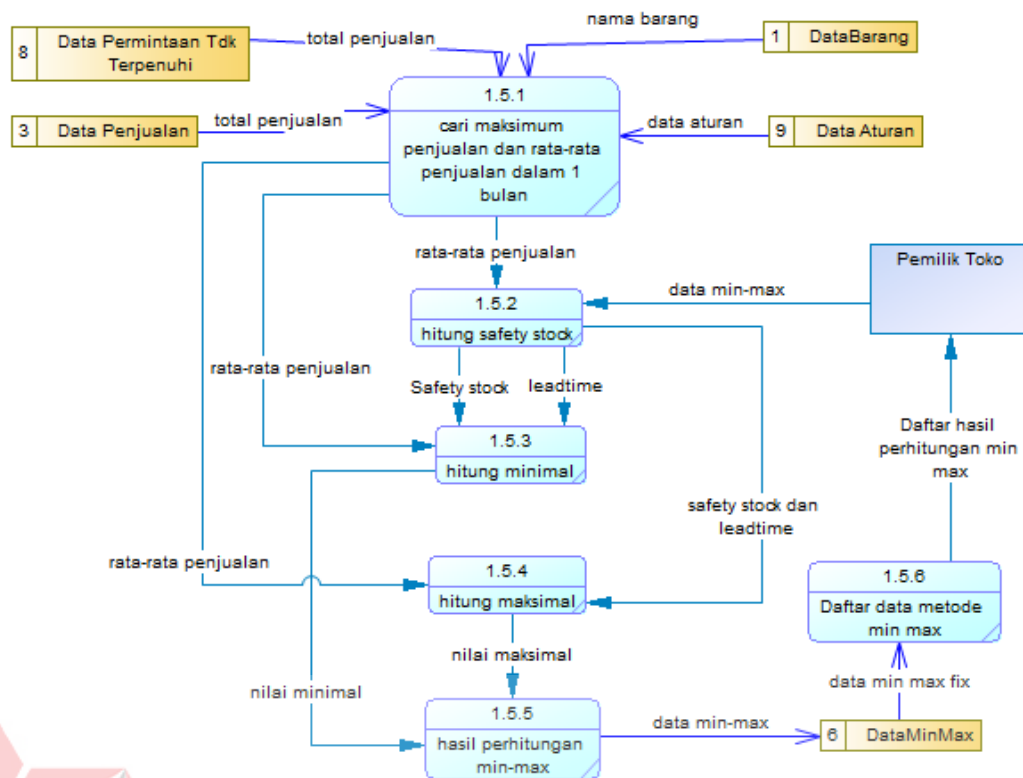 nama barang
8 Data Permintaan Tdk
Terpenuhi
total penjualan
1 DataBarang
1.5.1
3 Data Penjualan
total penjualan
cari maksimum
penjualan dan rata-rata
penjualan dalam 1
bulan
data aturan
9 Data Aturan
rata-rata penjualan
Pemilik Toko
data min-max
1.5.2
hitung safety stock
rata-rata penjualan
Safety stock
leadtime
1.5.3
hitung minimal
Daftar hasil
perhitungan min
max
safety stock dan
leadtime
rata-rata penjualan
1.5.4
hitung maksimal
1.5.6
Daftar data metode
min max
nilai maksimal
nilai minimal
data min max fix
1.5.5
hasil perhitungan
min-max
data min-max
6 DataMinMax